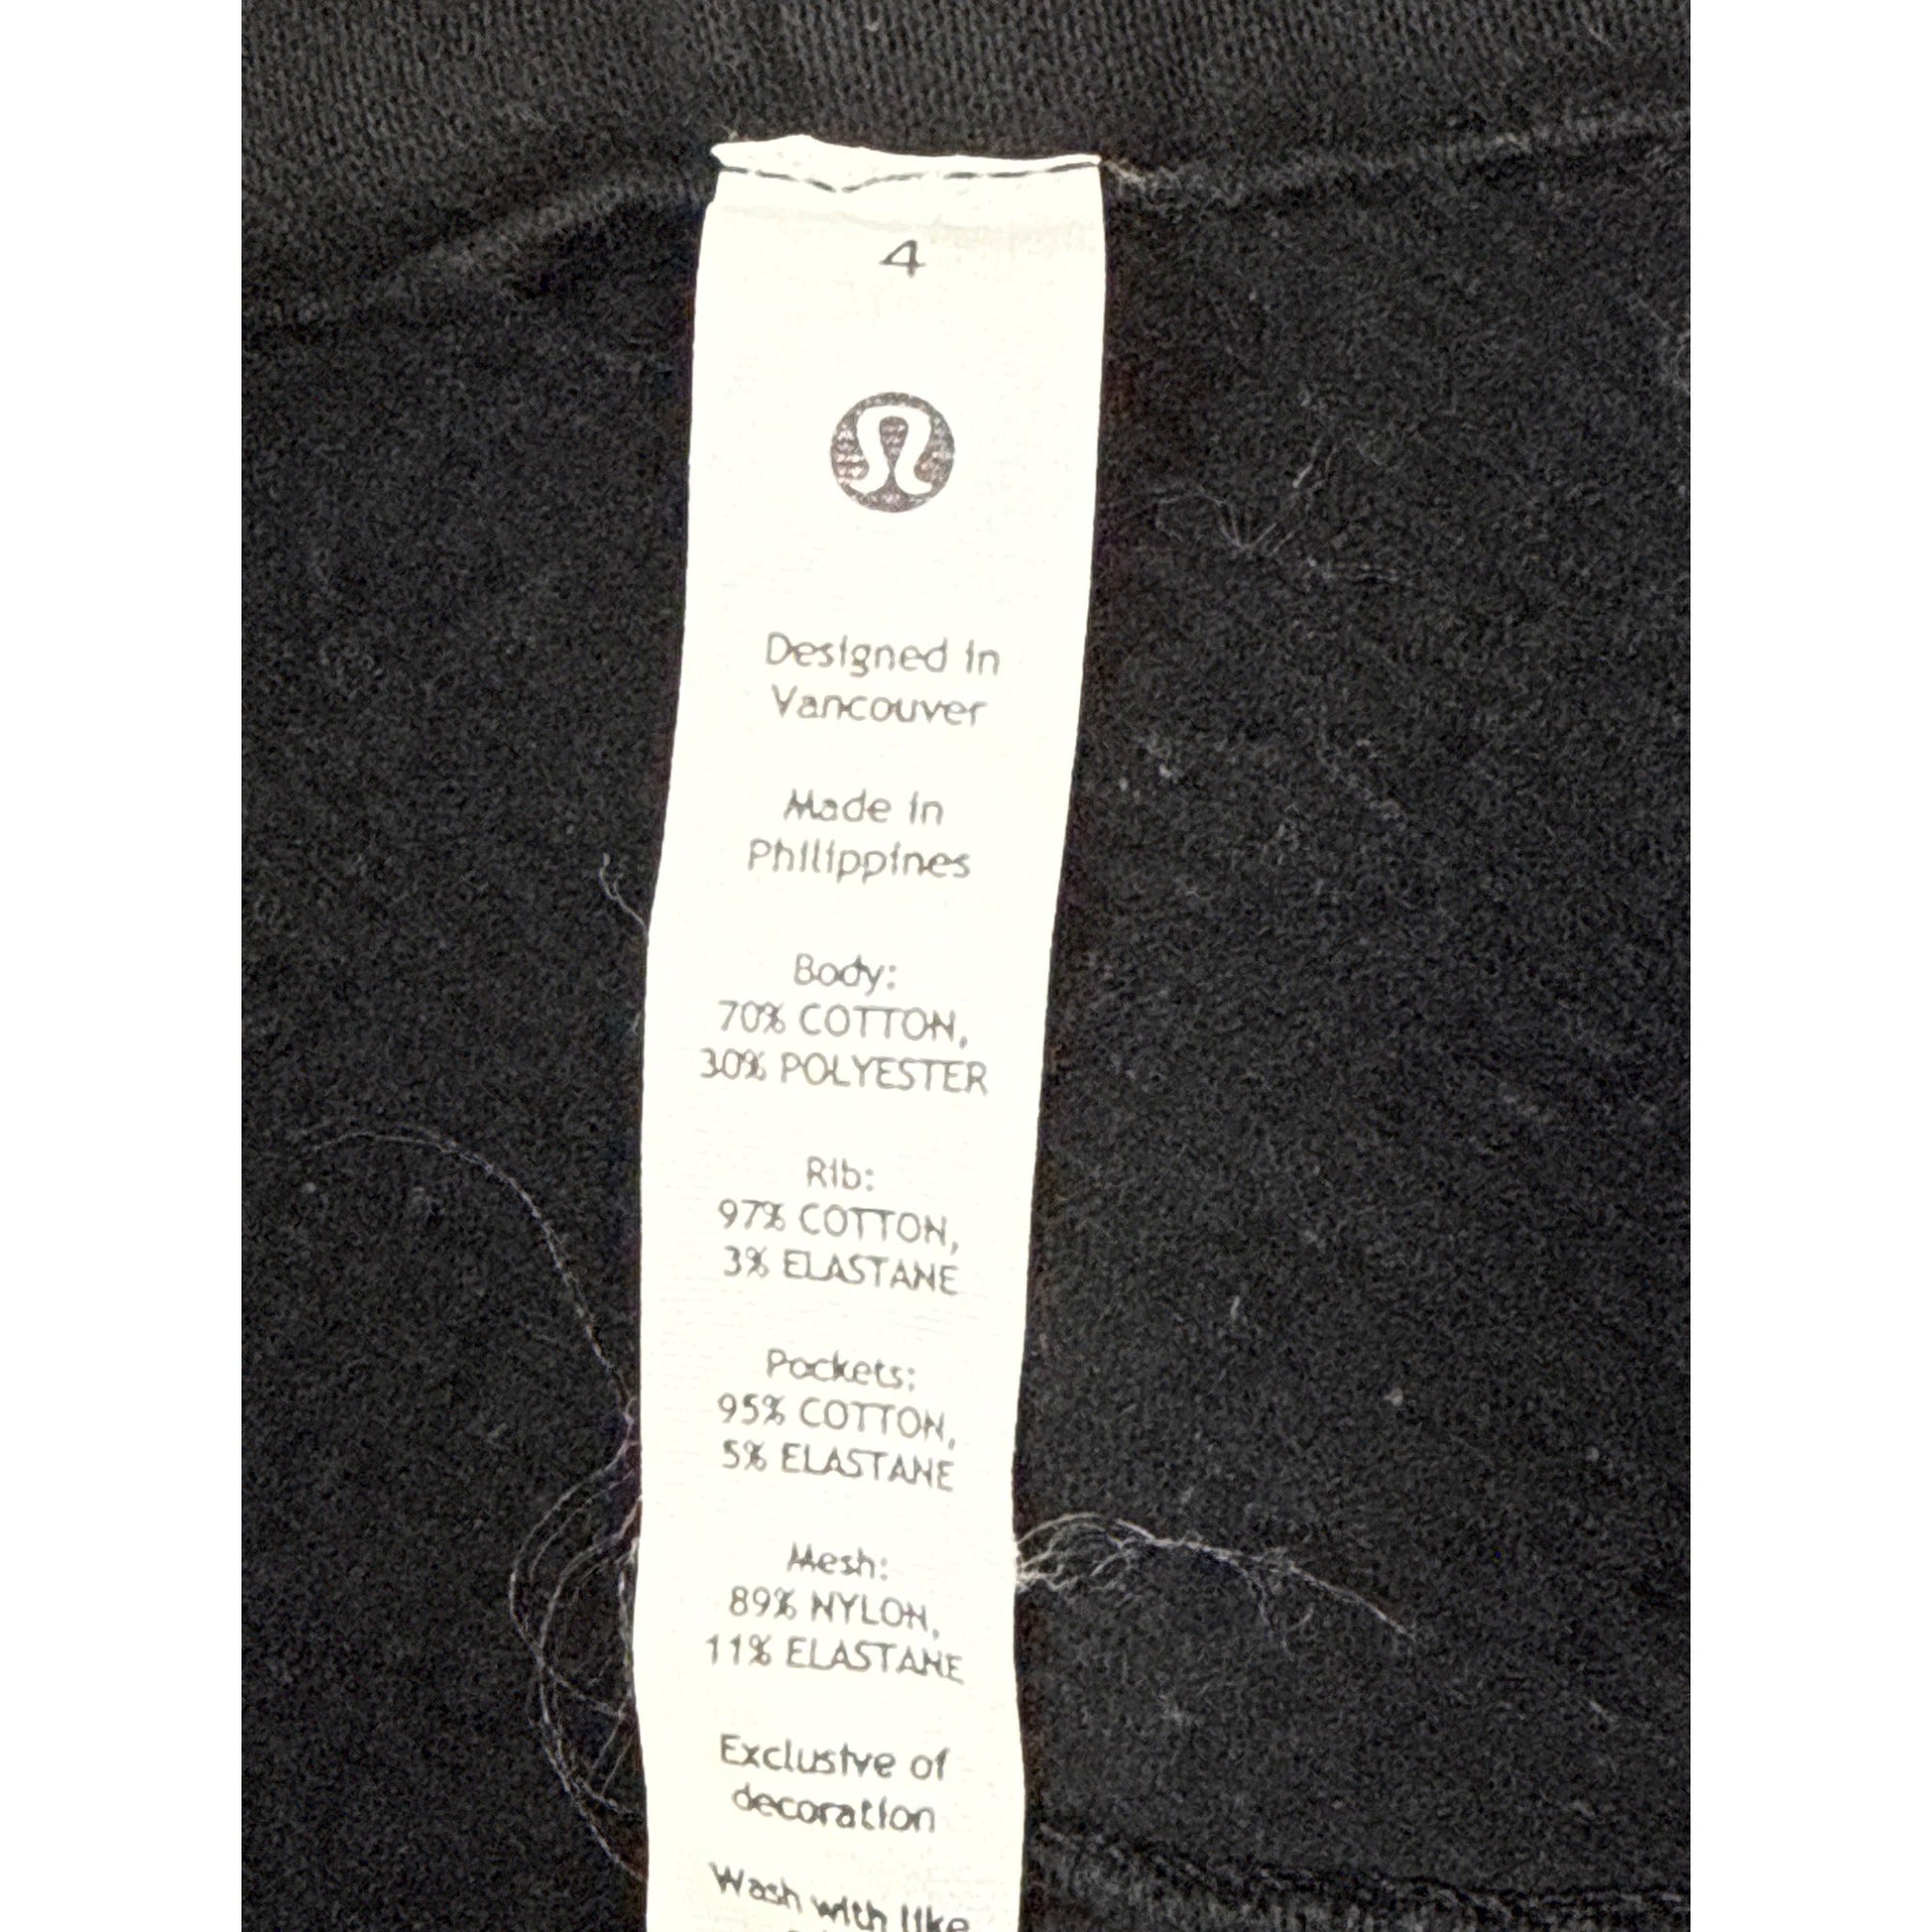 4
Designed in
Vancouver
Made in
Philippines
Body:
70% COTTON,
30% POLYESTER
Rib:
97% COTTON,
3% ELASTANE
Pockets:
95% COTTON,
5% ELASTANE
Mesh:
89% NYLON,
11% ELASTANE
Exclusive of
decoration
Wash with like